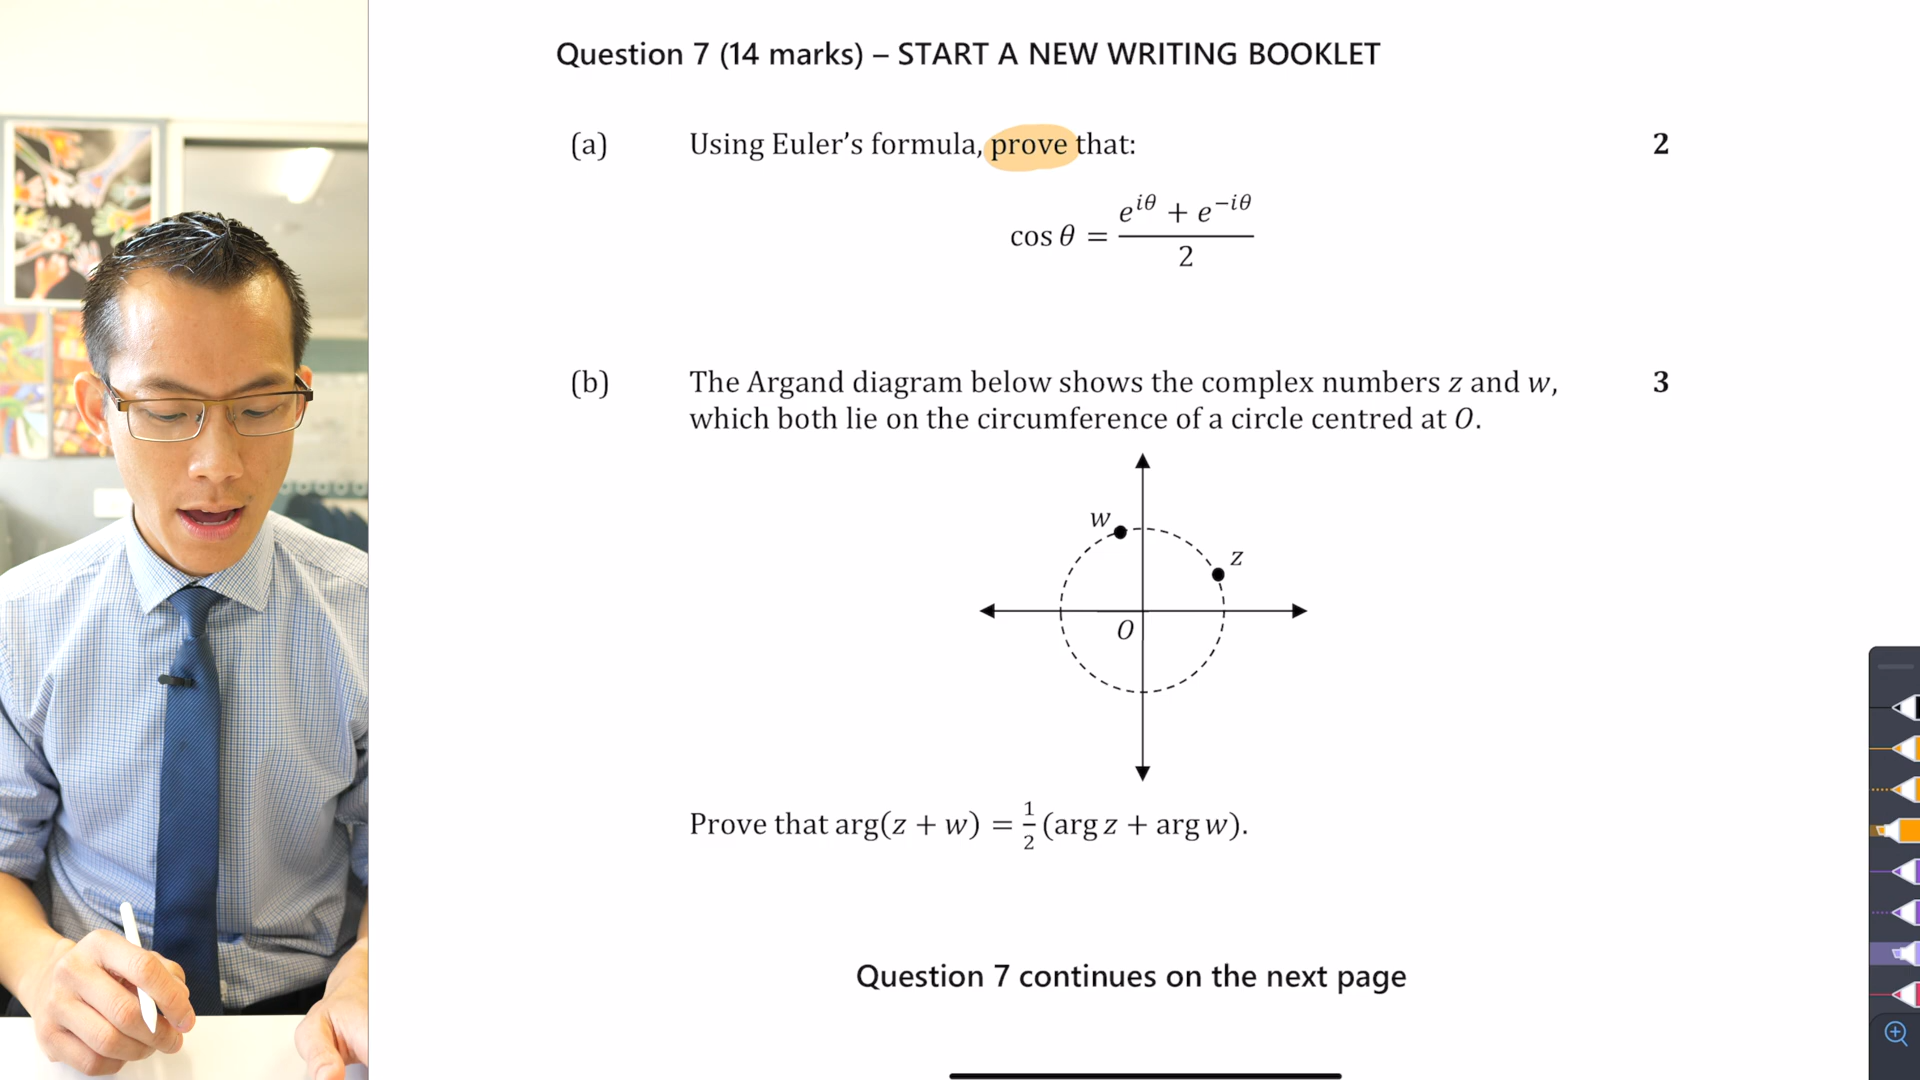 Question 7 (14 marks) – START A NEW WRITING BOOKLET
(a) Using Euler’s formula, prove that: 2
cos θ = \frac{e^{iθ} + e^{−iθ}}{2}
(b) The Argand diagram below shows the complex numbers z and w, 3
which both lie on the circumference of a circle centred at O.
w
z
O
Prove that arg(z + w) = \frac{1}{2}(arg z + arg w).
Question 7 continues on the next page